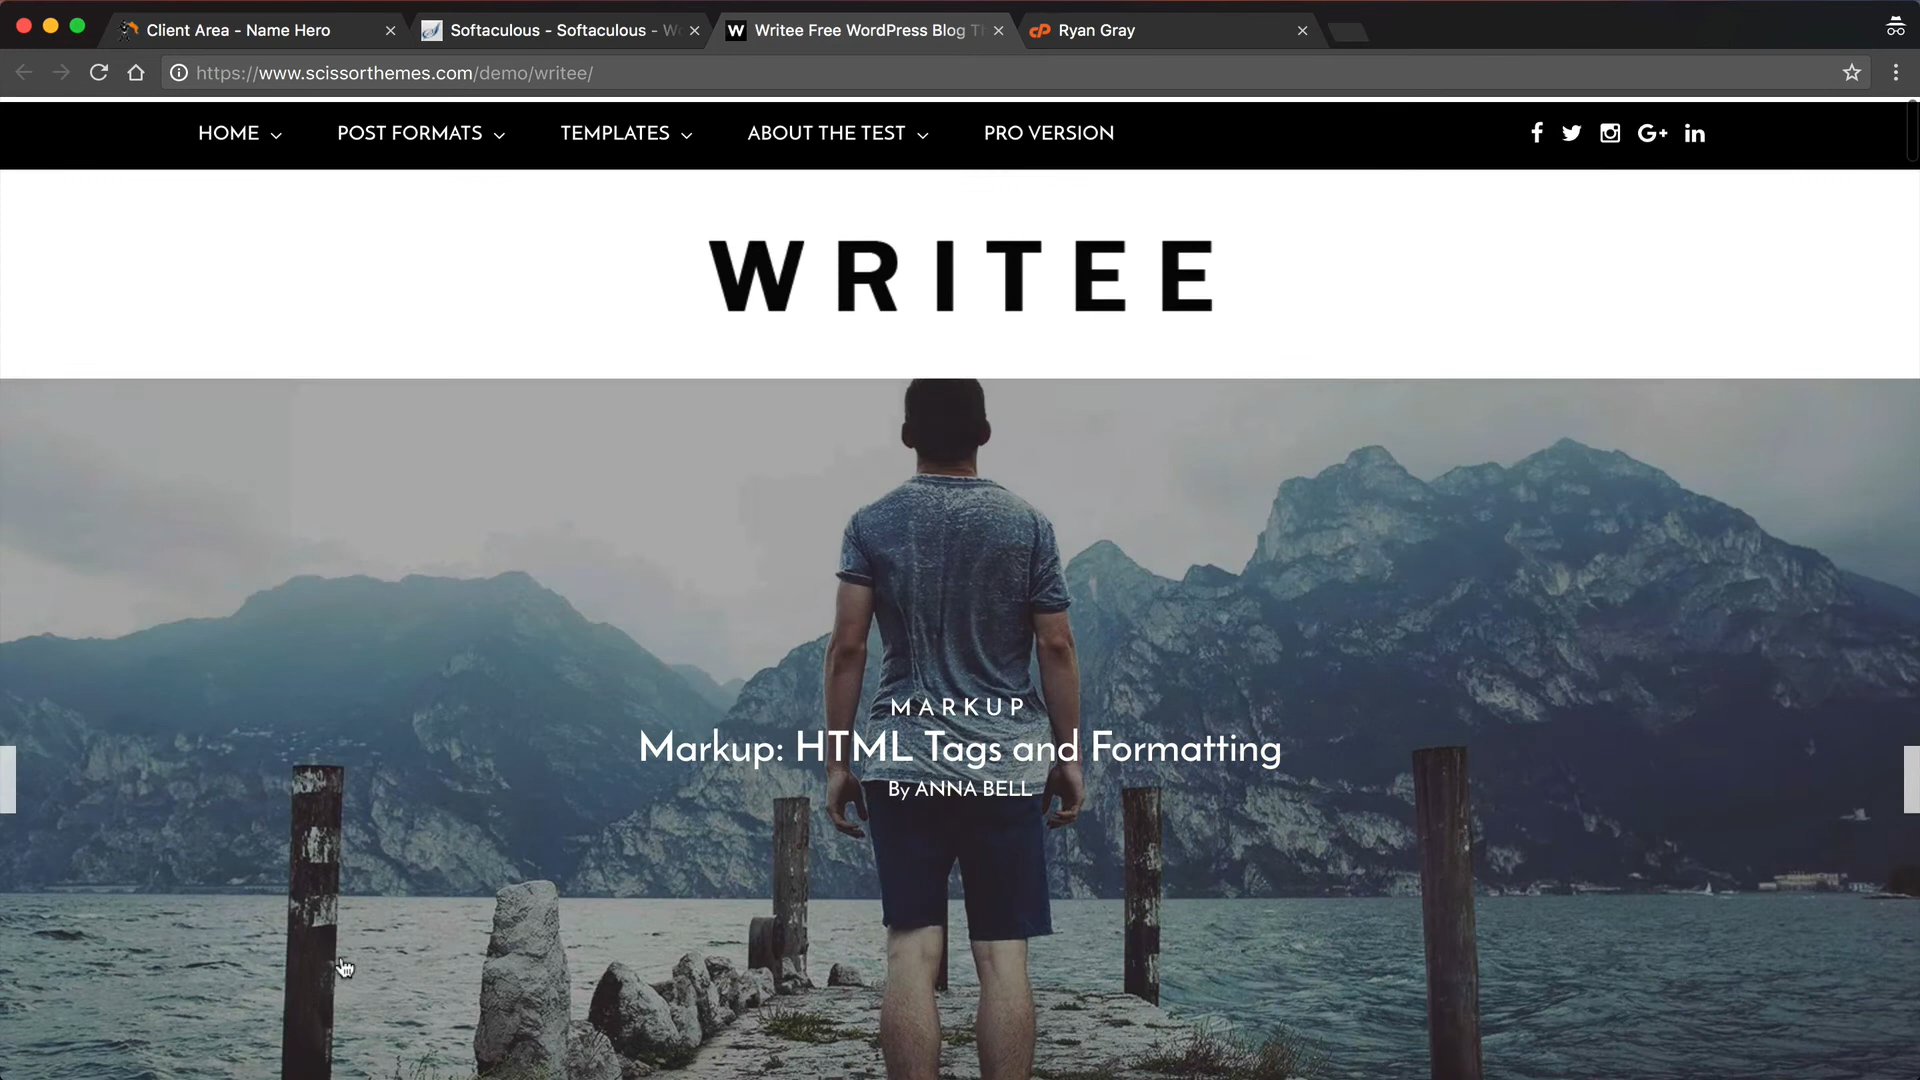 Client Area - Name Hero
Softaculous - Softaculous - W
Writee Free WordPress Blog T
Ryan Gray
https://www.scissorthemes.com/demo/writee/
HOME
POST FORMATS
TEMPLATES
ABOUT THE TEST
PRO VERSION
WRITEE
MARKUP
Markup: HTML Tags and Formatting
By ANNA BELL